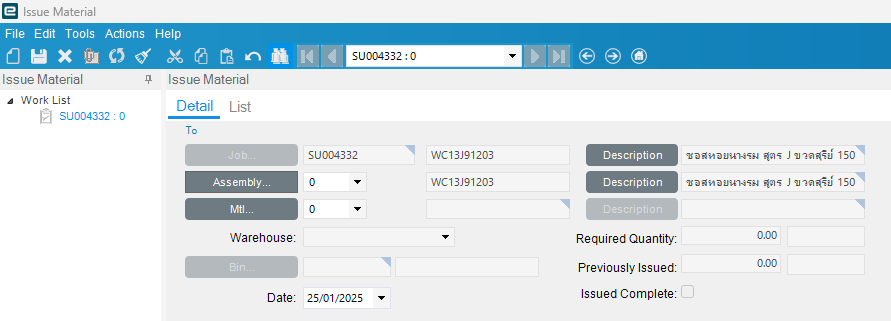 Issue Material
File Edit Tools Actions Help
SU004332 : 0
Issue Material
Work List
SU004332 : 0
Issue Material
Detail List
To
Job... SU004332 WC13J91203 Description ซอสหอยนางรม สูตร J ขวดสุรีย์ 150
Assembly... 0 WC13J91203 Description ซอสหอยนางรม สูตร J ขวดสุรีย์ 150
Mtl... 0 Description
Warehouse: Required Quantity: 0.00
Bin... Previously Issued: 0.00
Date: 25/01/2025 Issued Complete: